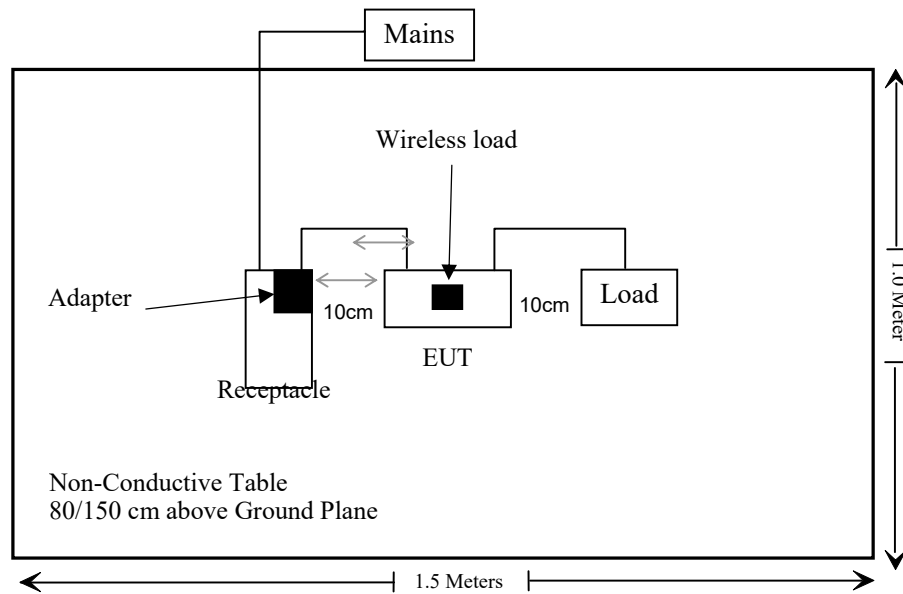 Mains
Wireless load
Adapter
10cm
10cm
Load
EUT
Receptacle
1.0 Meter
Non-Conductive Table
80/150 cm above Ground Plane
1.5 Meters